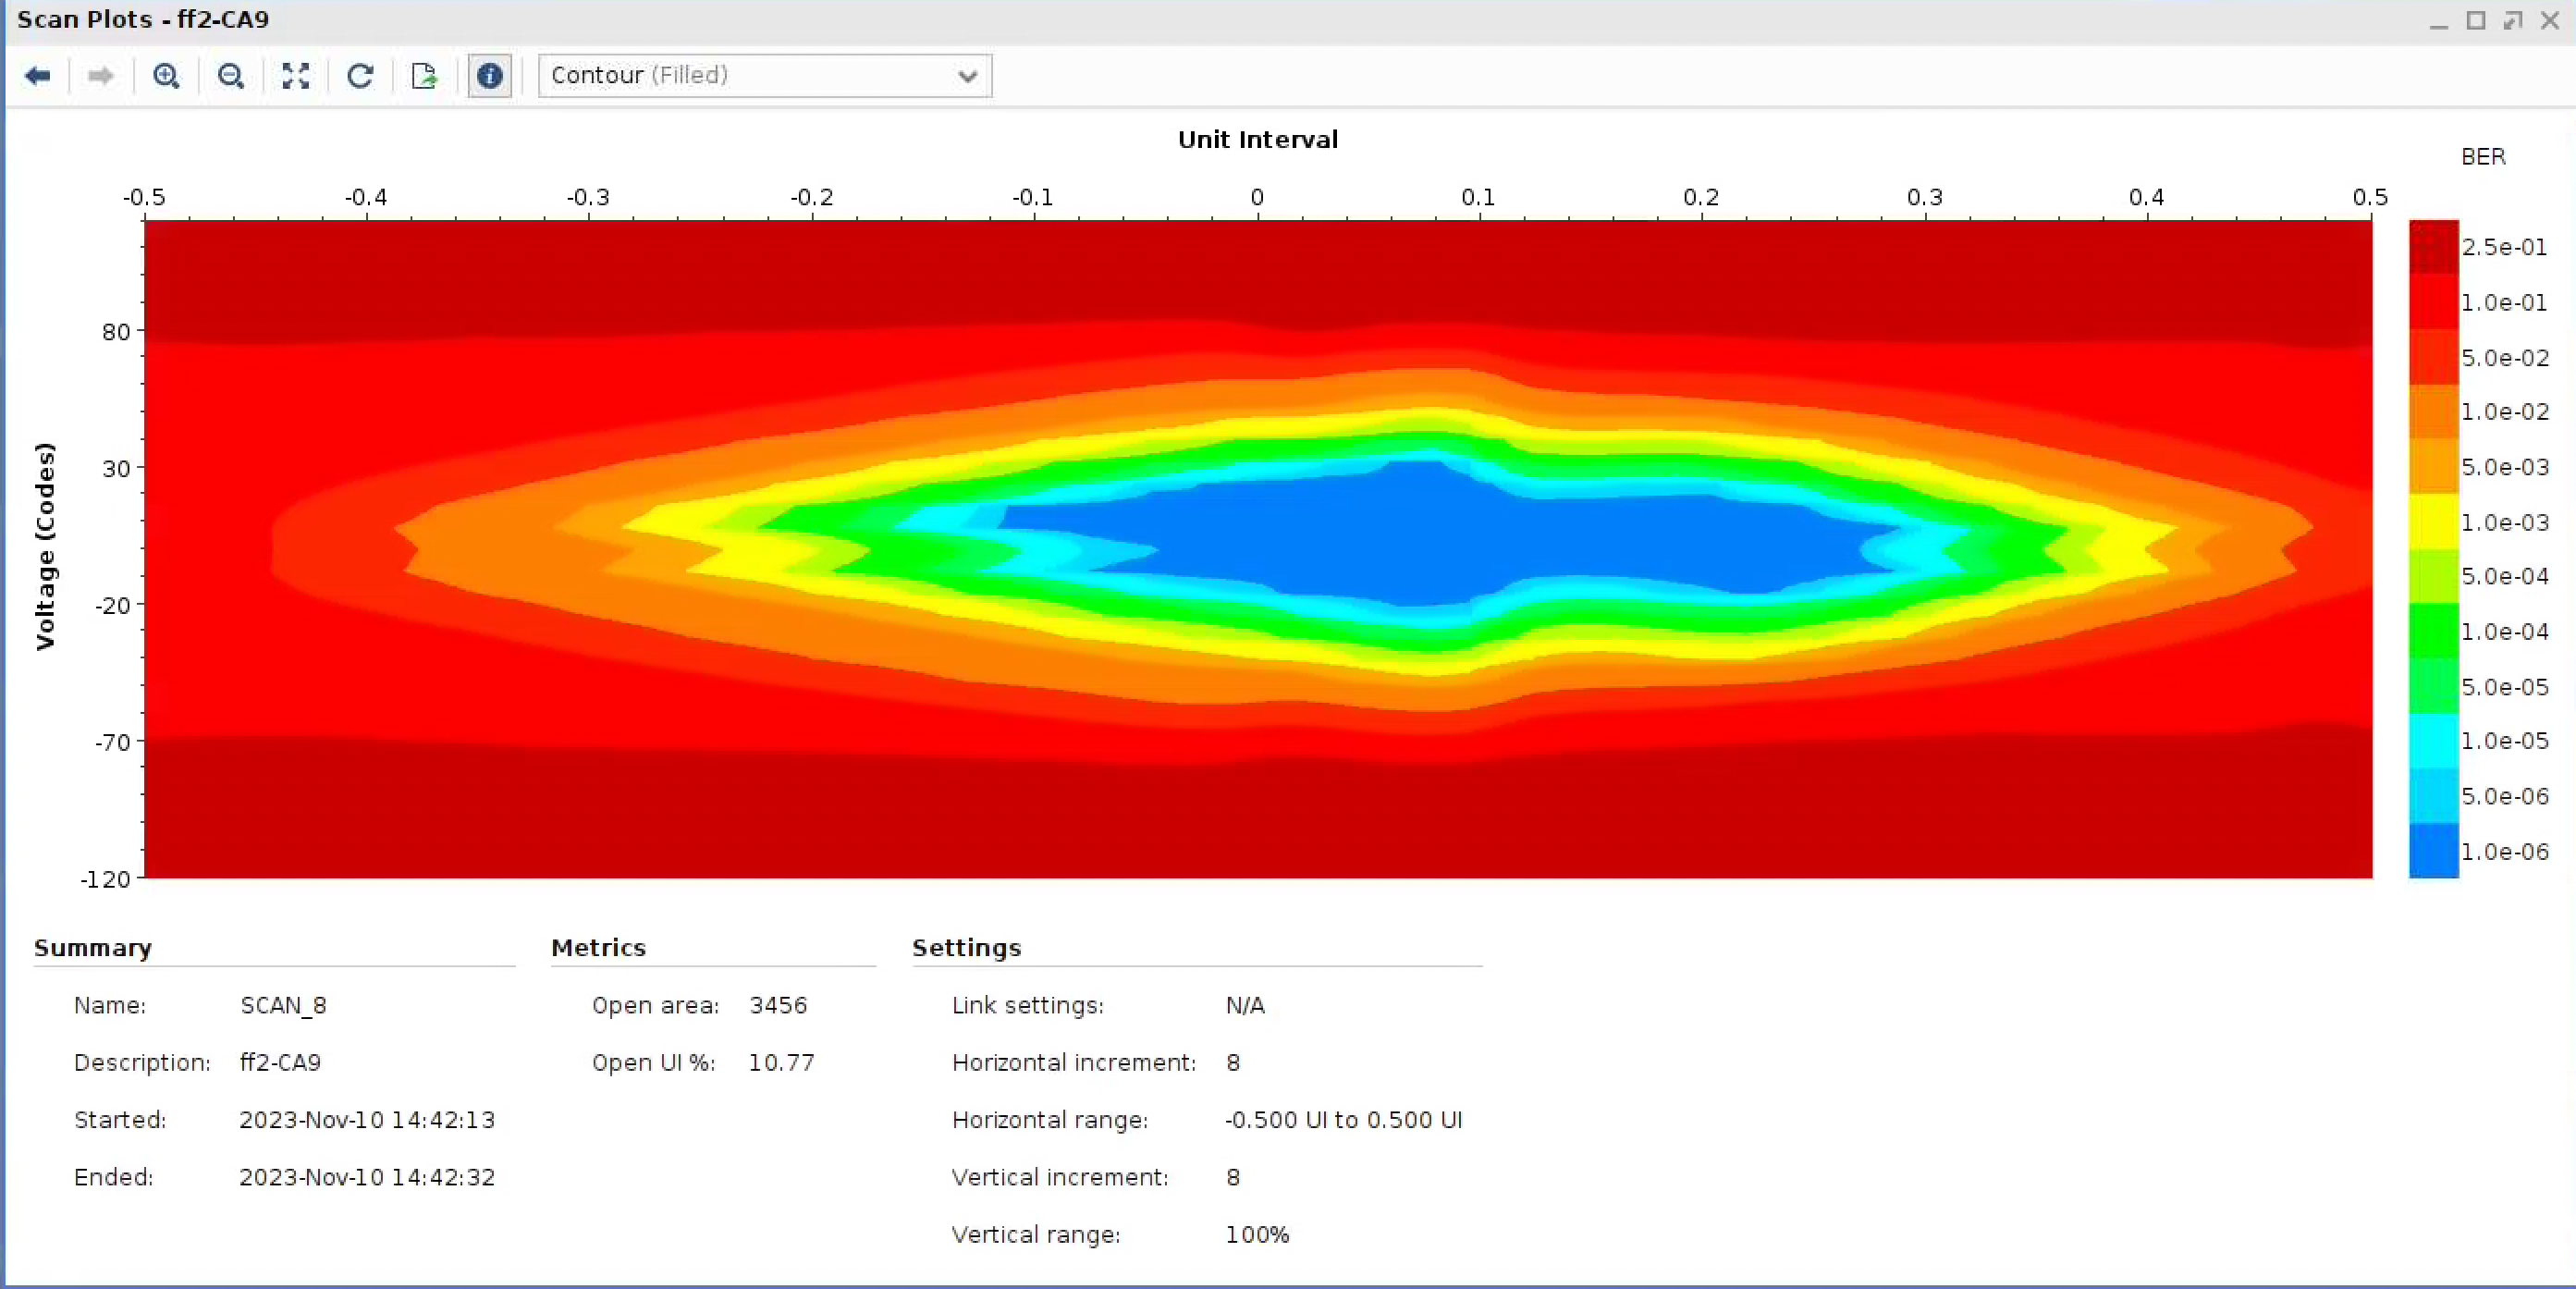 Scan Plots - ff2-CA9
Contour (Filled)
Unit Interval
BER
-0.5 -0.4 -0.3 -0.2 -0.1 0 0.1 0.2 0.3 0.4 0.5
Voltage (Codes)
80
30
-20
-70
-120
2.5e-01
1.0e-01
5.0e-02
1.0e-02
5.0e-03
1.0e-03
5.0e-04
1.0e-04
5.0e-05
1.0e-05
5.0e-06
1.0e-06
Summary
Name: SCAN_8
Description: ff2-CA9
Started: 2023-Nov-10 14:42:13
Ended: 2023-Nov-10 14:42:32
Metrics
Open area: 3456
Open UI %: 10.77
Settings
Link settings: N/A
Horizontal increment: 8
Horizontal range: -0.500 UI to 0.500 UI
Vertical increment: 8
Vertical range: 100%